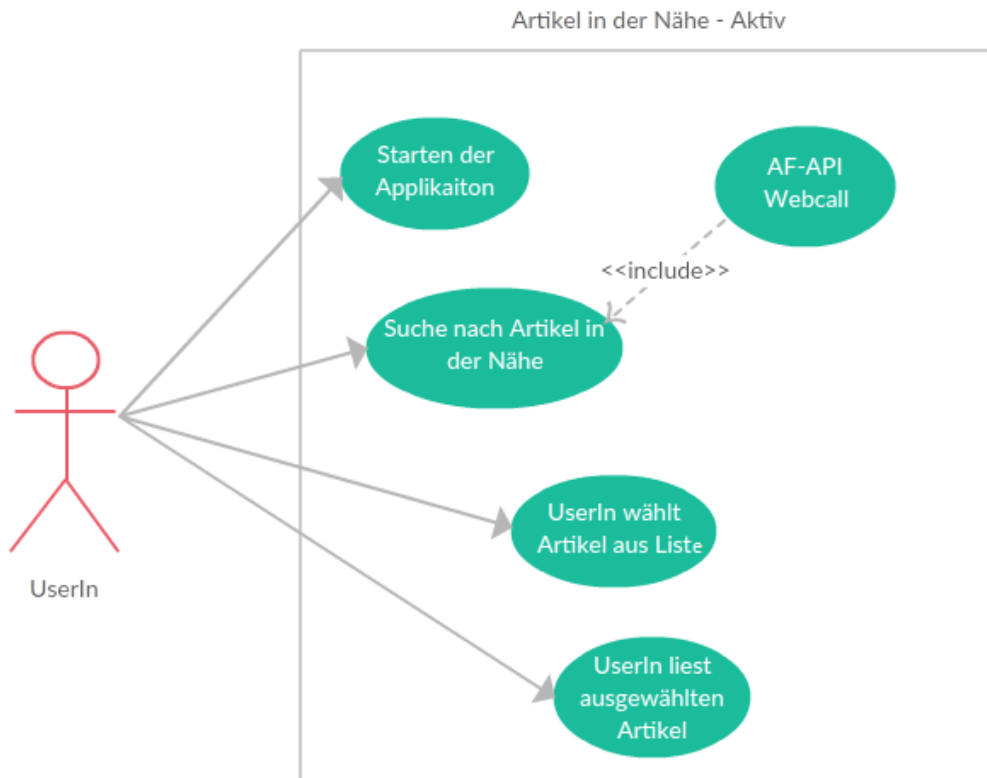 Artikel in der Nähe - Aktiv
Starten der
Applikaiton
AF-API
Webcall
<<include>>
Suche nach Artikel in
der Nähe
UserIn wählt
Artikel aus Liste
UserIn
UserIn liest
ausgewählten
Artikel